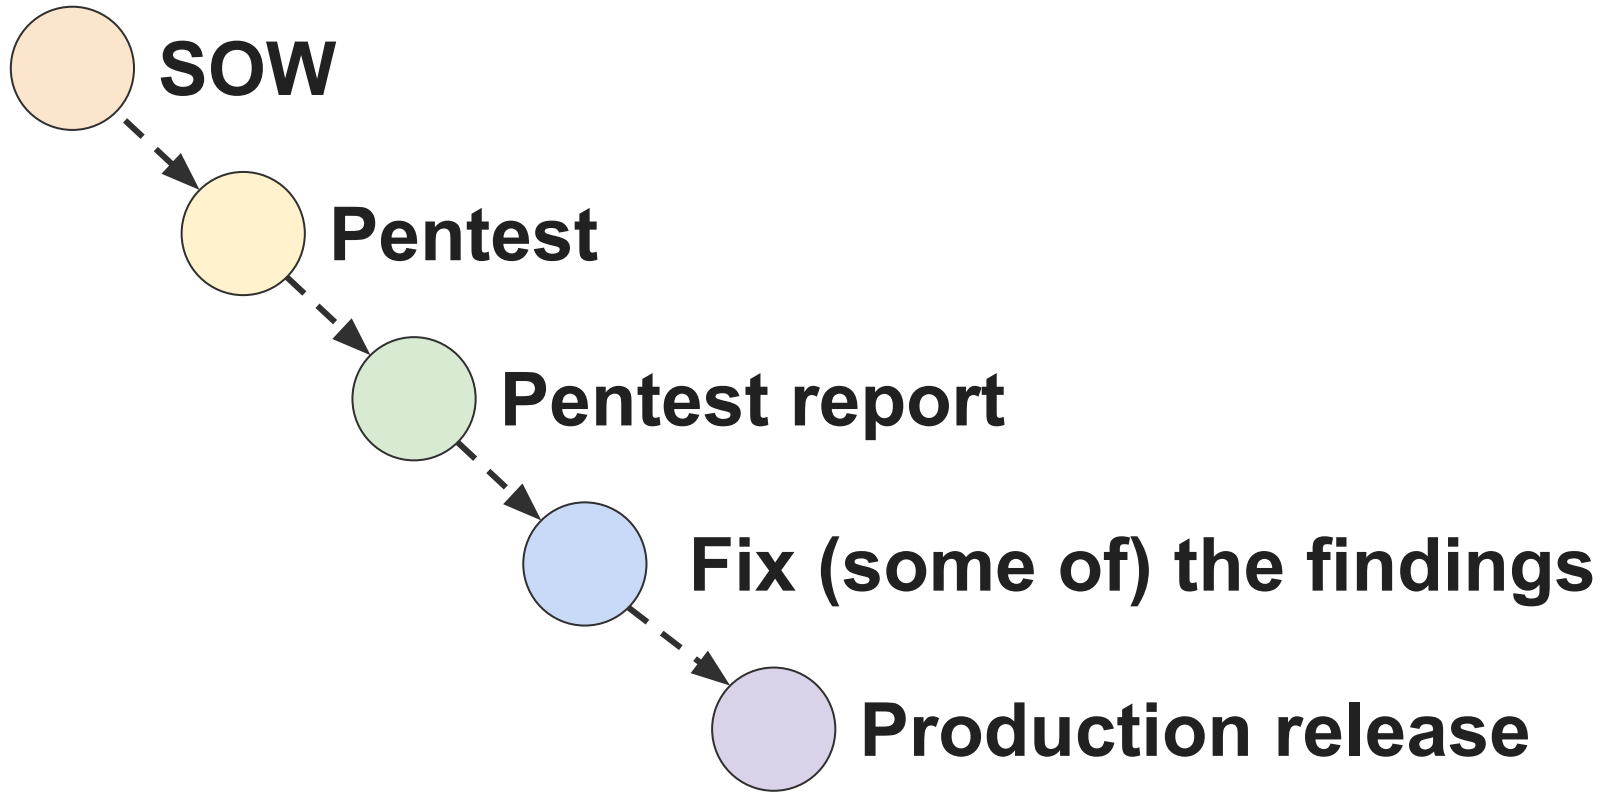 SOW
Pentest
Pentest report
Fix (some of) the findings
Production release